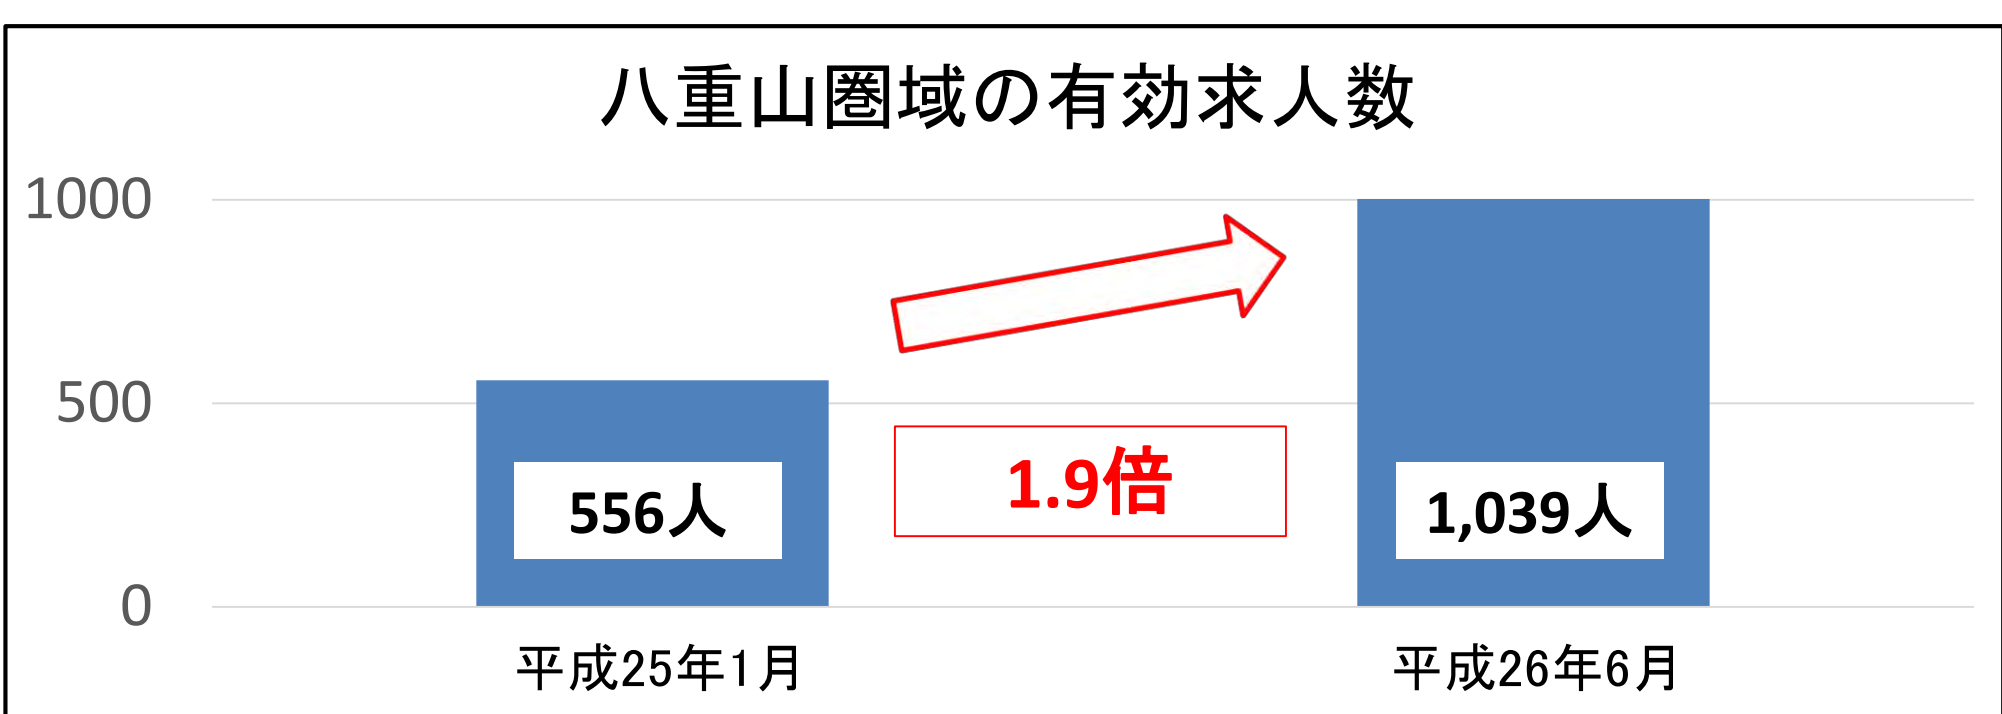 八重山圏域の有効求人数
1000
500
0
556人
1.9倍
1,039人
平成25年1月
平成26年6月